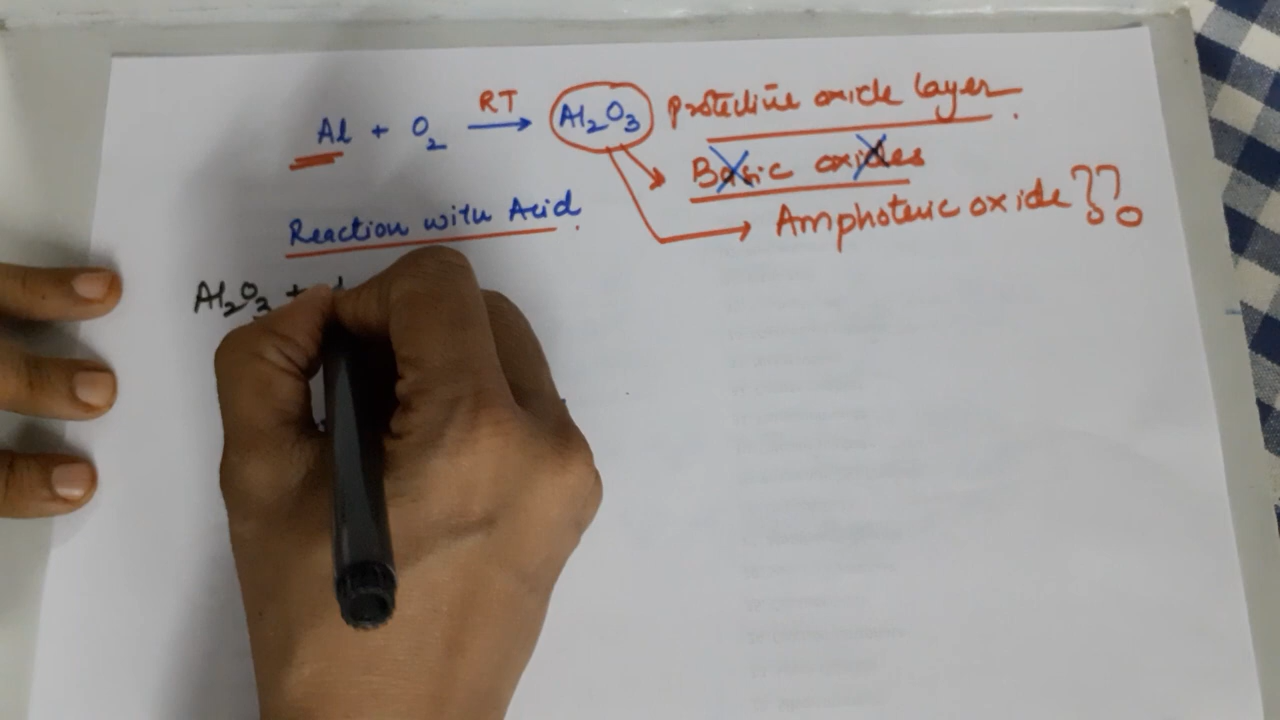 Al + O₂ RT → Al₂O₃ Protective oxide layer.
Basic oxides
Amphoteric oxide ??
Reaction with Acid.
Al₂O₃ +